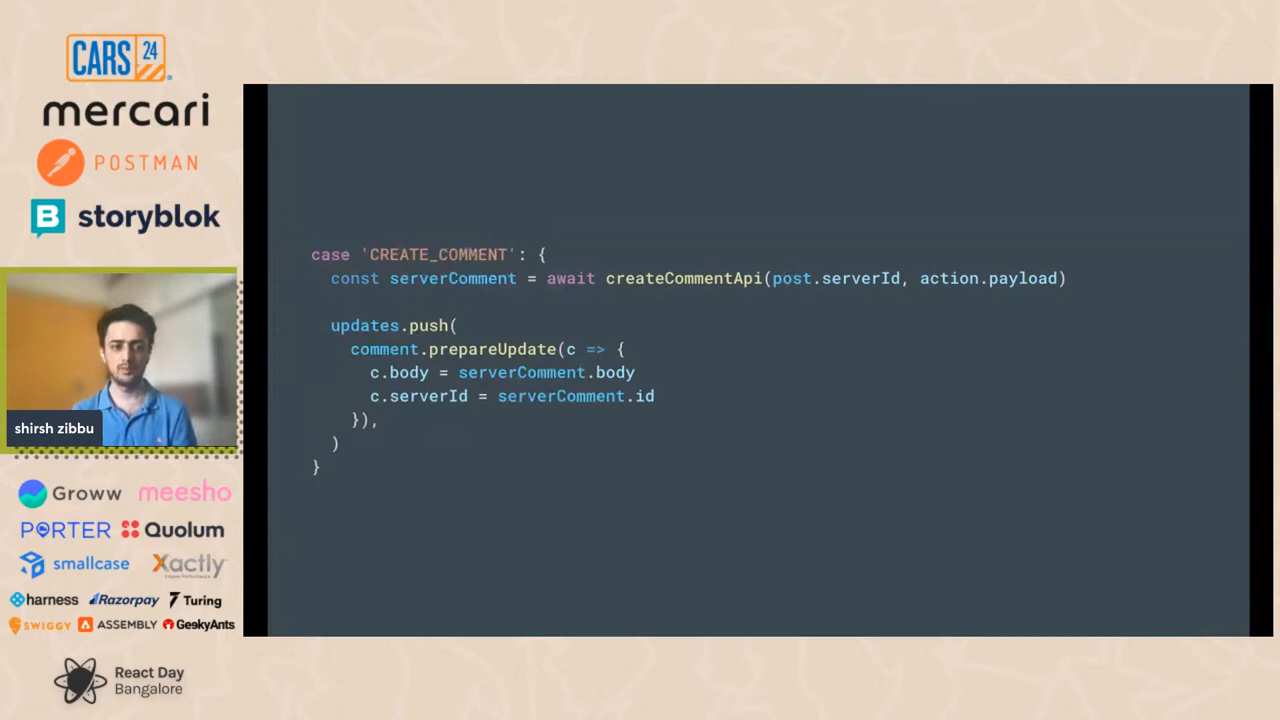 CARS 24
mercari
POSTMAN
storyblok
shirsh zibbu
Groww meesho
PORTER Quolum
smallcase Xactly
harness Razorpay Turing
SWIGGY ASSEMBLY GeekyAnts
React Day
Bangalore
case 'CREATE_COMMENT': {
const serverComment = await createCommentApi(post.serverId, action.payload)
updates.push(
comment.prepareUpdate(c => {
c.body = serverComment.body
c.serverId = serverComment.id
}),
)
}